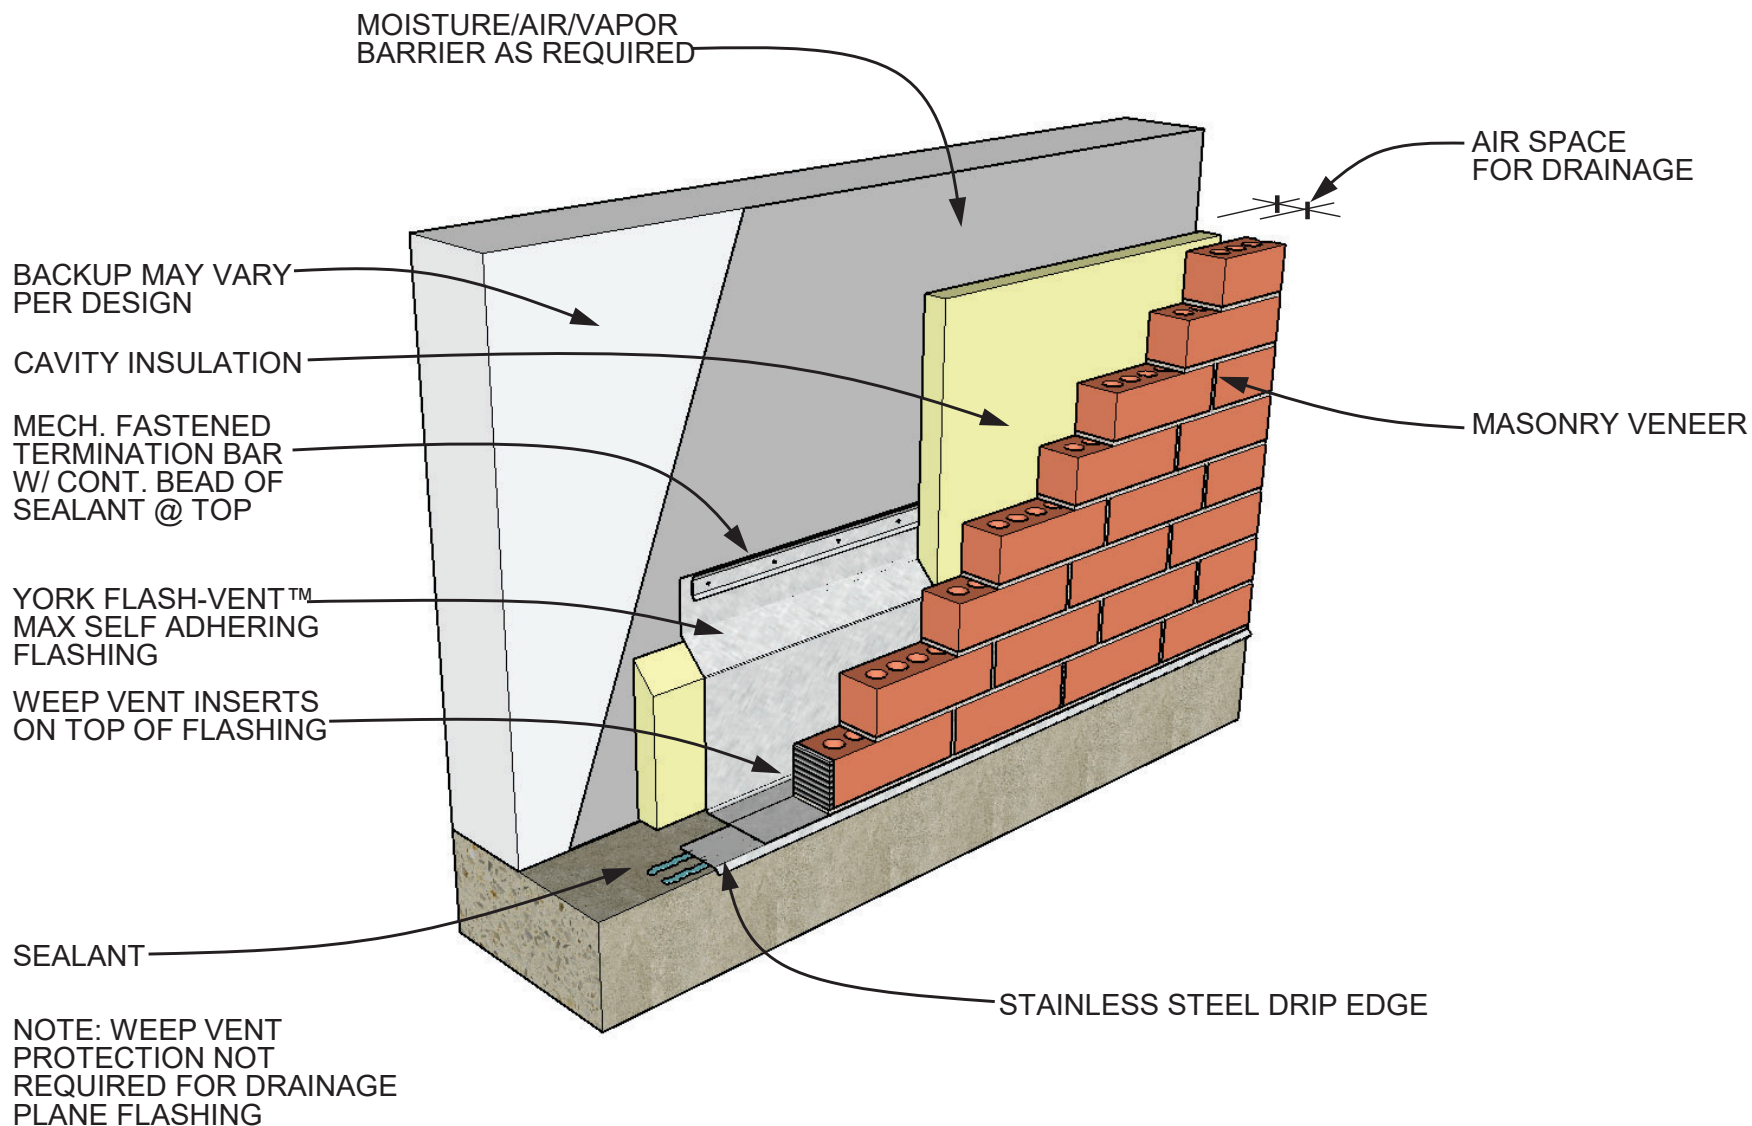 MOISTURE/AIR/VAPOR
BARRIER AS REQUIRED
AIR SPACE
FOR DRAINAGE
BACKUP MAY VARY
PER DESIGN
CAVITY INSULATION
MASONRY VENEER
MECH. FASTENED
TERMINATION BAR
W/ CONT. BEAD OF
SEALANT @ TOP
YORK FLASH-VENT™
MAX SELF ADHERING
FLASHING
WEEP VENT INSERTS
ON TOP OF FLASHING
SEALANT
STAINLESS STEEL DRIP EDGE
NOTE: WEEP VENT
PROTECTION NOT
REQUIRED FOR DRAINAGE
PLANE FLASHING